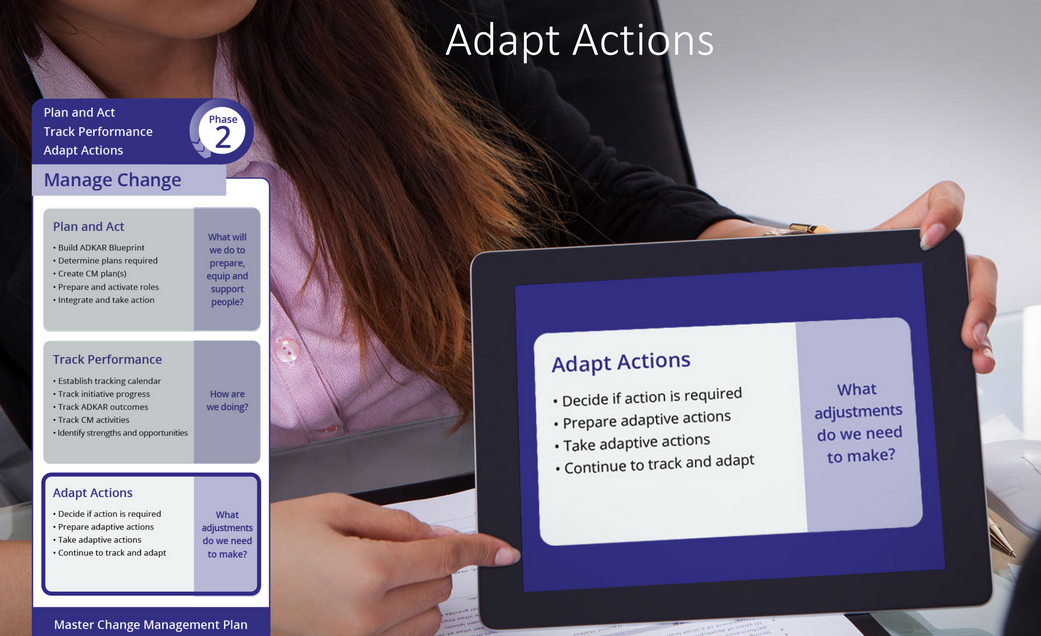 Adapt Actions
Plan and Act
Track Performance
Adapt Actions
Phase
2
Manage Change
Plan and Act
• Build ADKAR Blueprint
• Determine plans required
• Create CM plan(s)
• Prepare and activate roles
• Integrate and take action
What will
we do to
prepare,
equip and
support
people?
Track Performance
• Establish tracking calendar
• Track initiative progress
• Track ADKAR outcomes
• Track CM activities
• Identify strengths and opportunities
How are
we doing?
Adapt Actions
• Decide if action is required
• Prepare adaptive actions
• Take adaptive actions
• Continue to track and adapt
What
adjustments
do we need
to make?
Master Change Management Plan
Adapt Actions
• Decide if action is required
• Prepare adaptive actions
• Take adaptive actions
• Continue to track and adapt
What
adjustments
do we need
to make?